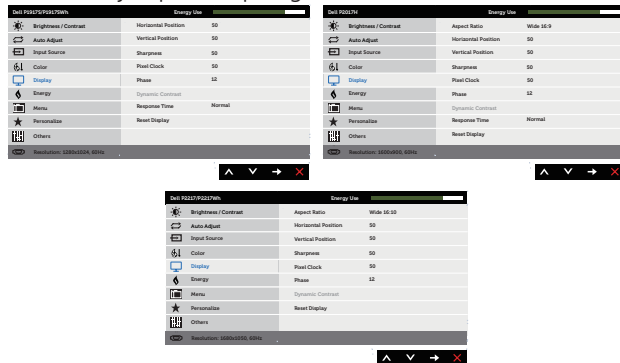 Dell P1917S/P1917SWh Energy Use
Brightness / Contrast Horizontal Position 50
Auto Adjust Vertical Position 50
Input Source Sharpness 50
Color Pixel Clock 50
Display Phase 12
Energy Dynamic Contrast
Menu Response Time Normal
Personalize Reset Display
Others
Resolution: 1280x1024, 60Hz
Dell P2017H Energy Use
Brightness / Contrast Aspect Ratio Wide 16:9
Auto Adjust Horizontal Position 50
Input Source Vertical Position 50
Color Sharpness 50
Display Pixel Clock 50
Energy Phase 12
Menu Dynamic Contrast
Personalize Response Time Normal
Others Reset Display
Resolution: 1600x900, 60Hz
Dell P2217/P2217Wh Energy Use
Brightness / Contrast Aspect Ratio Wide 16:10
Auto Adjust Horizontal Position 50
Input Source Vertical Position 50
Color Sharpness 50
Display Pixel Clock 50
Energy Phase 12
Menu Dynamic Contrast
Personalize Reset Display
Others
Resolution: 1680x1050, 60Hz